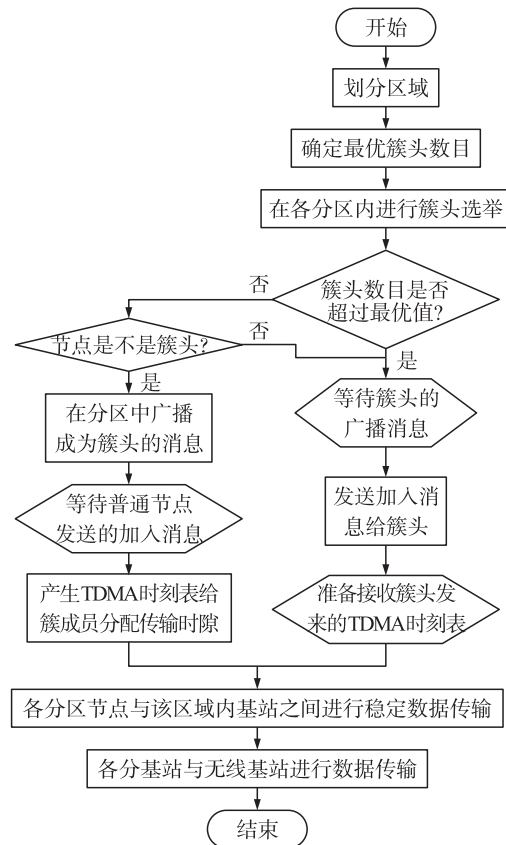 开始
划分区域
确定最优簇头数目
在各分区内进行簇头选举
否
簇头数目是否
超过最优值?
节点是不是簇头?
否
是
是
在分区中广播
成为簇头的消息
等待簇头的
广播消息
等待普通节点
发送的加入消息
发送加入消
息给簇头
产生TDMA时刻表给
簇成员分配传输时隙
准备接收簇头发
来的TDMA时刻表
各分区节点与该区域内基站之间进行稳定数据传输
各分基站与无线基站进行数据传输
结束